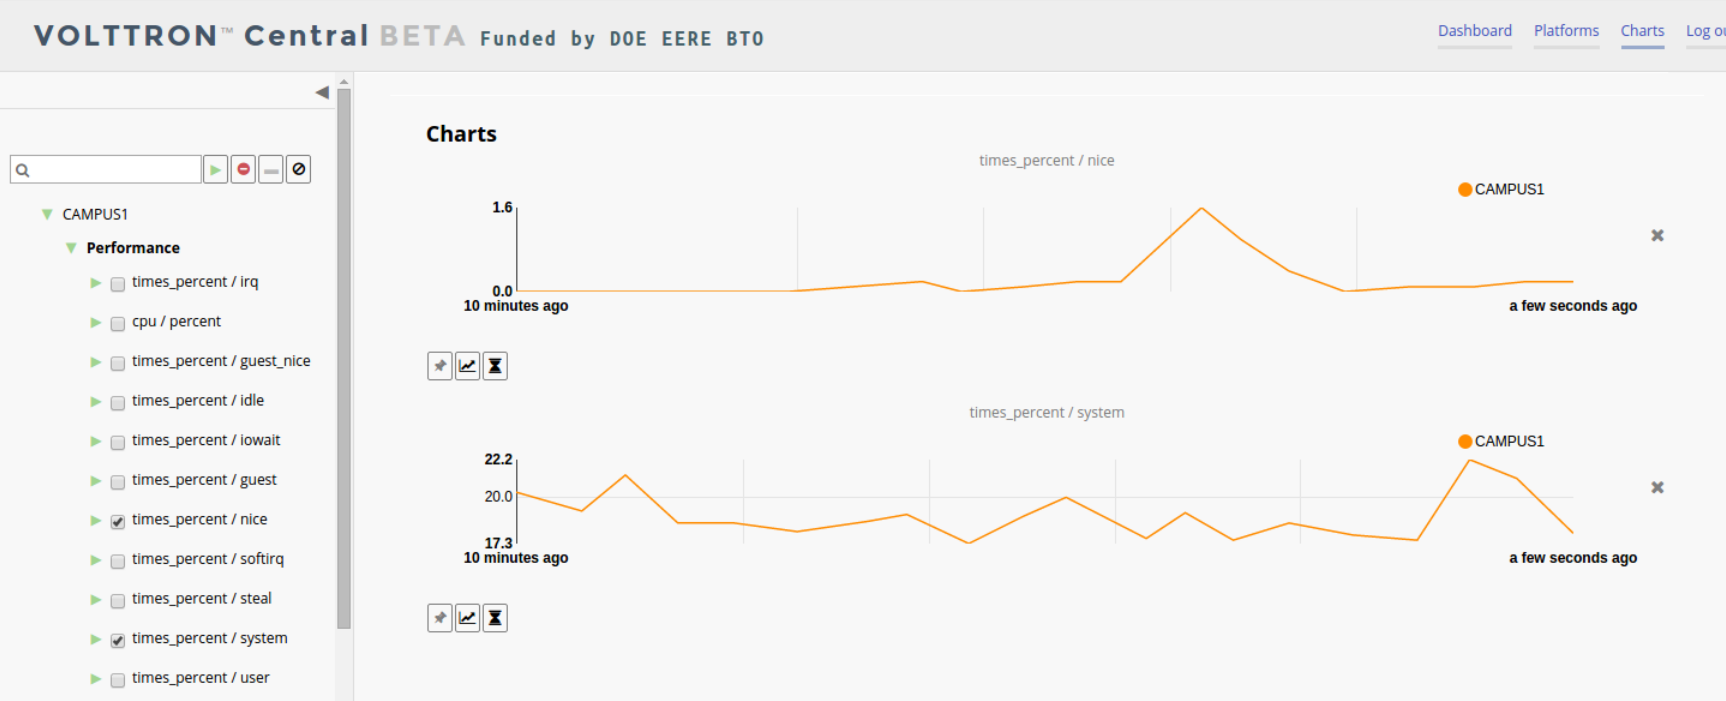 VOLTTRON™ Central BETA Funded by DOE EERE BTO
Dashboard Platforms Charts Log ou
CAMPUS1
Performance
times_percent / irq
cpu / percent
times_percent / guest_nice
times_percent / idle
times_percent / iowait
times_percent / guest
times_percent / nice
times_percent / softirq
times_percent / steal
times_percent / system
times_percent / user
Charts
times_percent / nice
CAMPUS1
1.6
0.0
10 minutes ago a few seconds ago
times_percent / system
CAMPUS1
22.2
20.0
17.3
10 minutes ago a few seconds ago